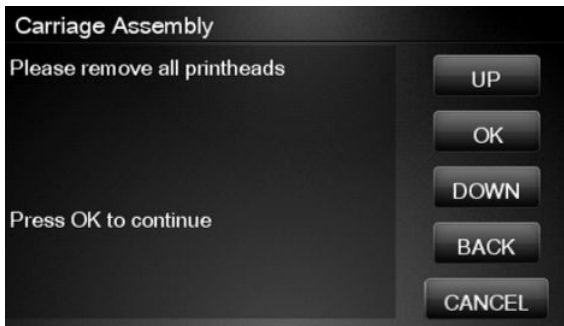 Carriage Assembly
Please remove all printheads
Press OK to continue
UP
OK
DOWN
BACK
CANCEL